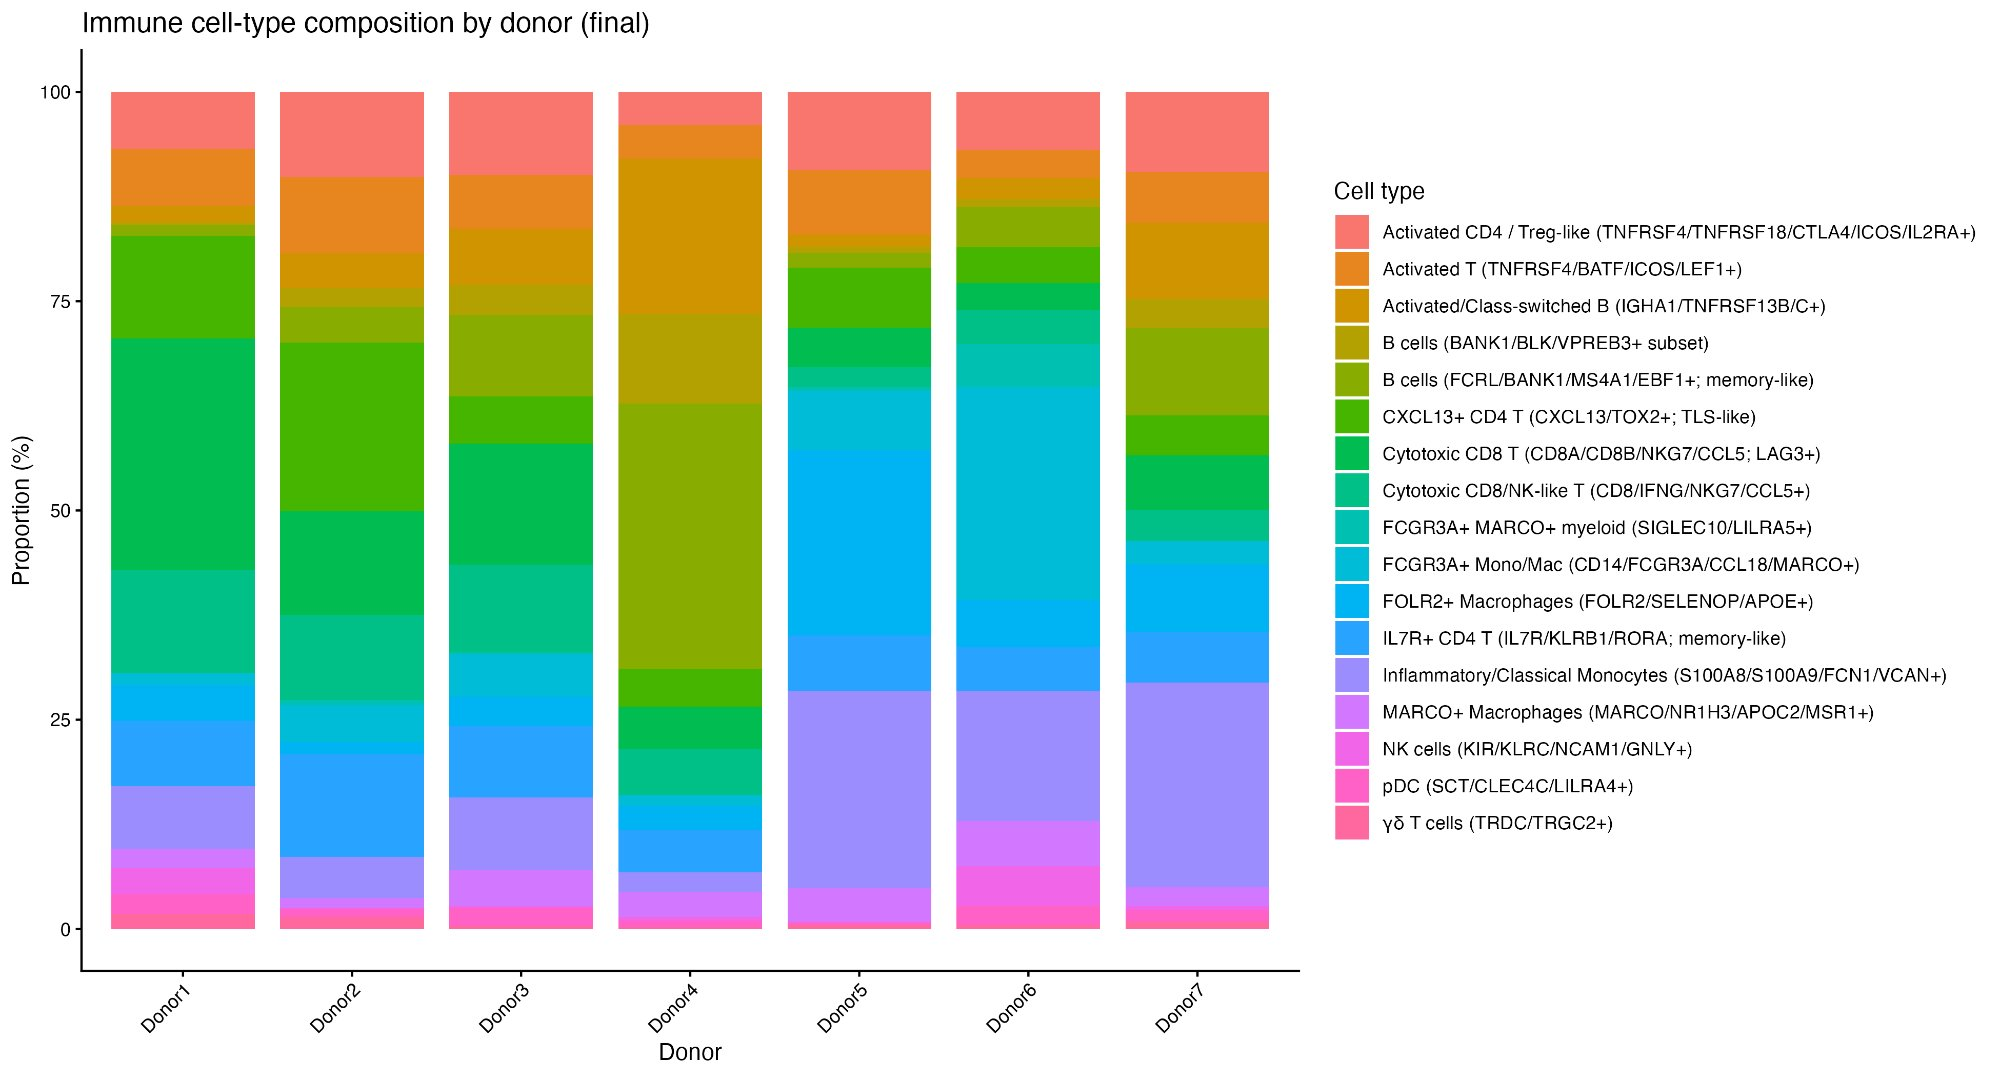 Immune cell-type composition by donor (final)
Proportion (%)
100
75
50
25
0
Donor1
Donor2
Donor3
Donor4
Donor5
Donor6
Donor7
Donor
Cell type
Activated CD4 / Treg-like (TNFRSF4/TNFRSF18/CTLA4/ICOS/IL2RA+)
Activated T (TNFRSF4/BATF/ICOS/LEF1+)
Activated/Class-switched B (IGHA1/TNFRSF13B/C+)
B cells (BANK1/BLK/VPREB3+ subset)
B cells (FCRL/BANK1/MS4A1/EBF1+; memory-like)
CXCL13+ CD4 T (CXCL13/TOX2+; TLS-like)
Cytotoxic CD8 T (CD8A/CD8B/NKG7/CCL5; LAG3+)
Cytotoxic CD8/NK-like T (CD8/IFNG/NKG7/CCL5+)
FCGR3A+ MARCO+ myeloid (SIGLEC10/LILRA5+)
FCGR3A+ Mono/Mac (CD14/FCGR3A/CCL18/MARCO+)
FOLR2+ Macrophages (FOLR2/SELENOP/APOE+)
IL7R+ CD4 T (IL7R/KLRB1/RORA; memory-like)
Inflammatory/Classical Monocytes (S100A8/S100A9/FCN1/VCAN+)
MARCO+ Macrophages (MARCO/NR1H3/APOC2/MSR1+)
NK cells (KIR/KLRC/NCAM1/GNLY+)
pDC (SCT/CLEC4C/LILRA4+)
γδ T cells (TRDC/TRGC2+)